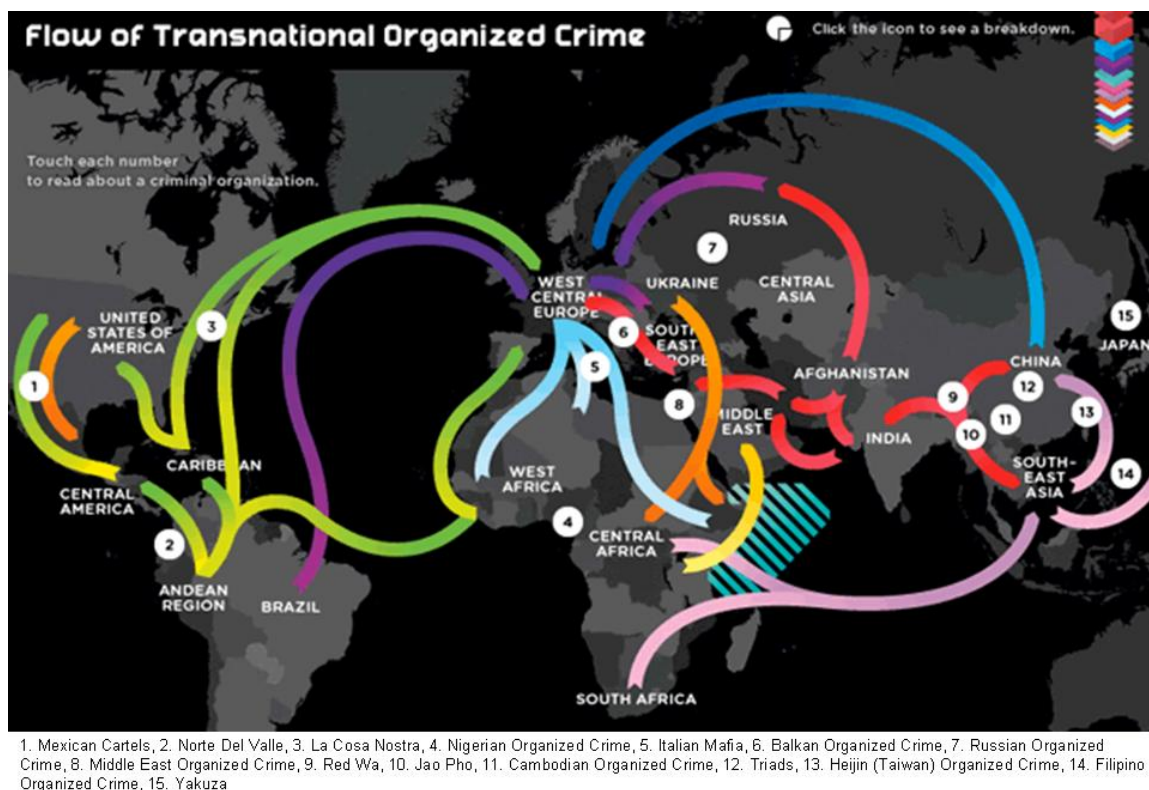 Flow of Transnational Organized Crime
Click the icon to see a breakdown.
Touch each number
to read about a criminal organization.
RUSSIA
7
WEST
CENTRAL
EUROPE
UKRAINE
CENTRAL
ASIA
UNITED
STATES OF
AMERICA
3
6
SOUTH
EAST
EUROPE
15
JAPAN
1
5
AFGHANISTAN
CHINA
12
8
MIDDLE
EAST
9
11
13
10
INDIA
CARIBBEAN
WEST
AFRICA
SOUTH-
EAST
ASIA
14
CENTRAL
AMERICA
4
2
CENTRAL
AFRICA
ANDEAN
REGION
BRAZIL
SOUTH AFRICA
1. Mexican Cartels, 2. Norte Del Valle, 3. La Cosa Nostra, 4. Nigerian Organized Crime, 5. Italian Mafia, 6. Balkan Organized Crime, 7. Russian Organized
Crime, 8. Middle East Organized Crime, 9. Red Wa, 10. Jao Pho, 11. Cambodian Organized Crime, 12. Triads, 13. Heijin (Taiwan) Organized Crime, 14. Filipino
Organized Crime, 15. Yakuza